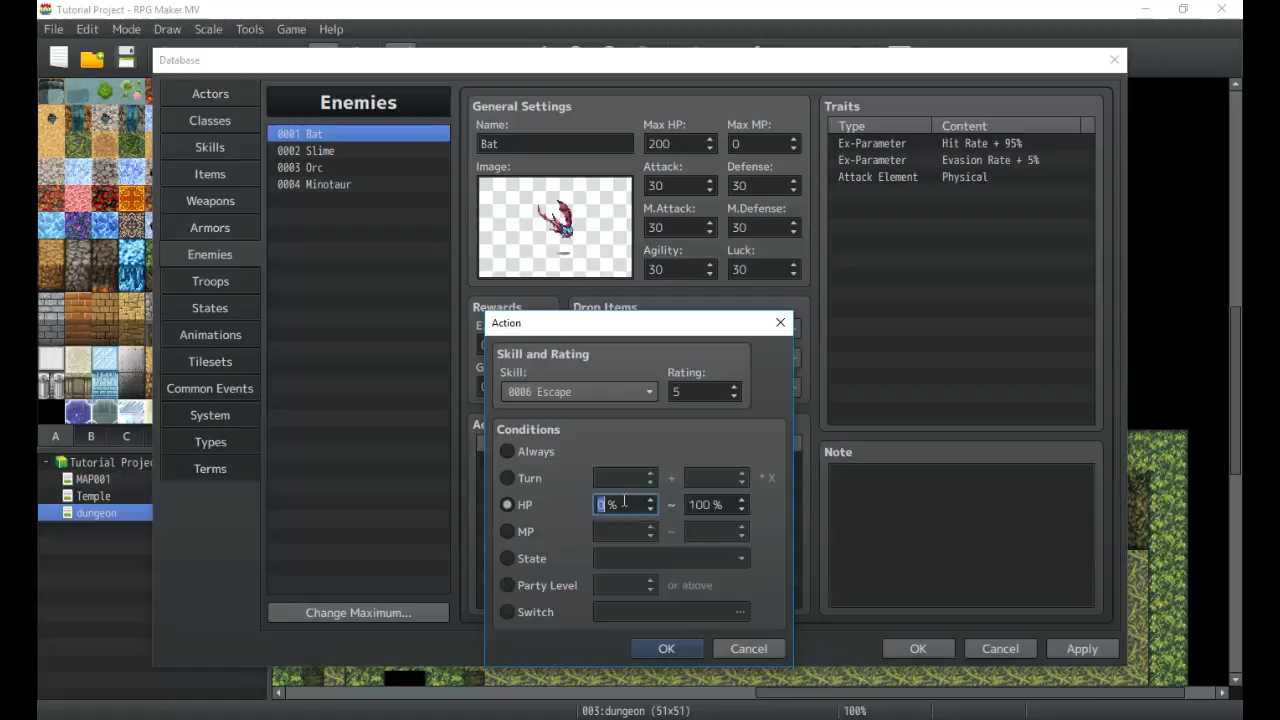 Tutorial Project - RPG Maker MV
File Edit Mode Draw Scale Tools Game Help
Database
Actors
Classes
Skills
Items
Weapons
Armors
Enemies
Troops
States
Animations
Tilesets
Common Events
System
Types
Terms
A B C
Tutorial Projec
MAP001
Temple
dungeon
Enemies
0001 Bat
0002 Slime
0003 Orc
0004 Minotaur
Change Maximum...
General Settings
Name:
Bat
Image:
Max HP: Max MP:
200 0
Attack: Defense:
30 30
M.Attack: M.Defense:
30 30
Agility: Luck:
30 30
Rewards Drop Items
Traits
Type Content
Ex-Parameter Hit Rate + 95%
Ex-Parameter Evasion Rate + 5%
Attack Element Physical
Note
Action
Skill and Rating
Skill: Rating:
0006 Escape 5
Conditions
Always
Turn + * X
HP 0 % ~ 100 %
MP ~
State
Party Level or above
Switch ...
OK Cancel
OK Cancel Apply
003:dungeon (51x51) 100%